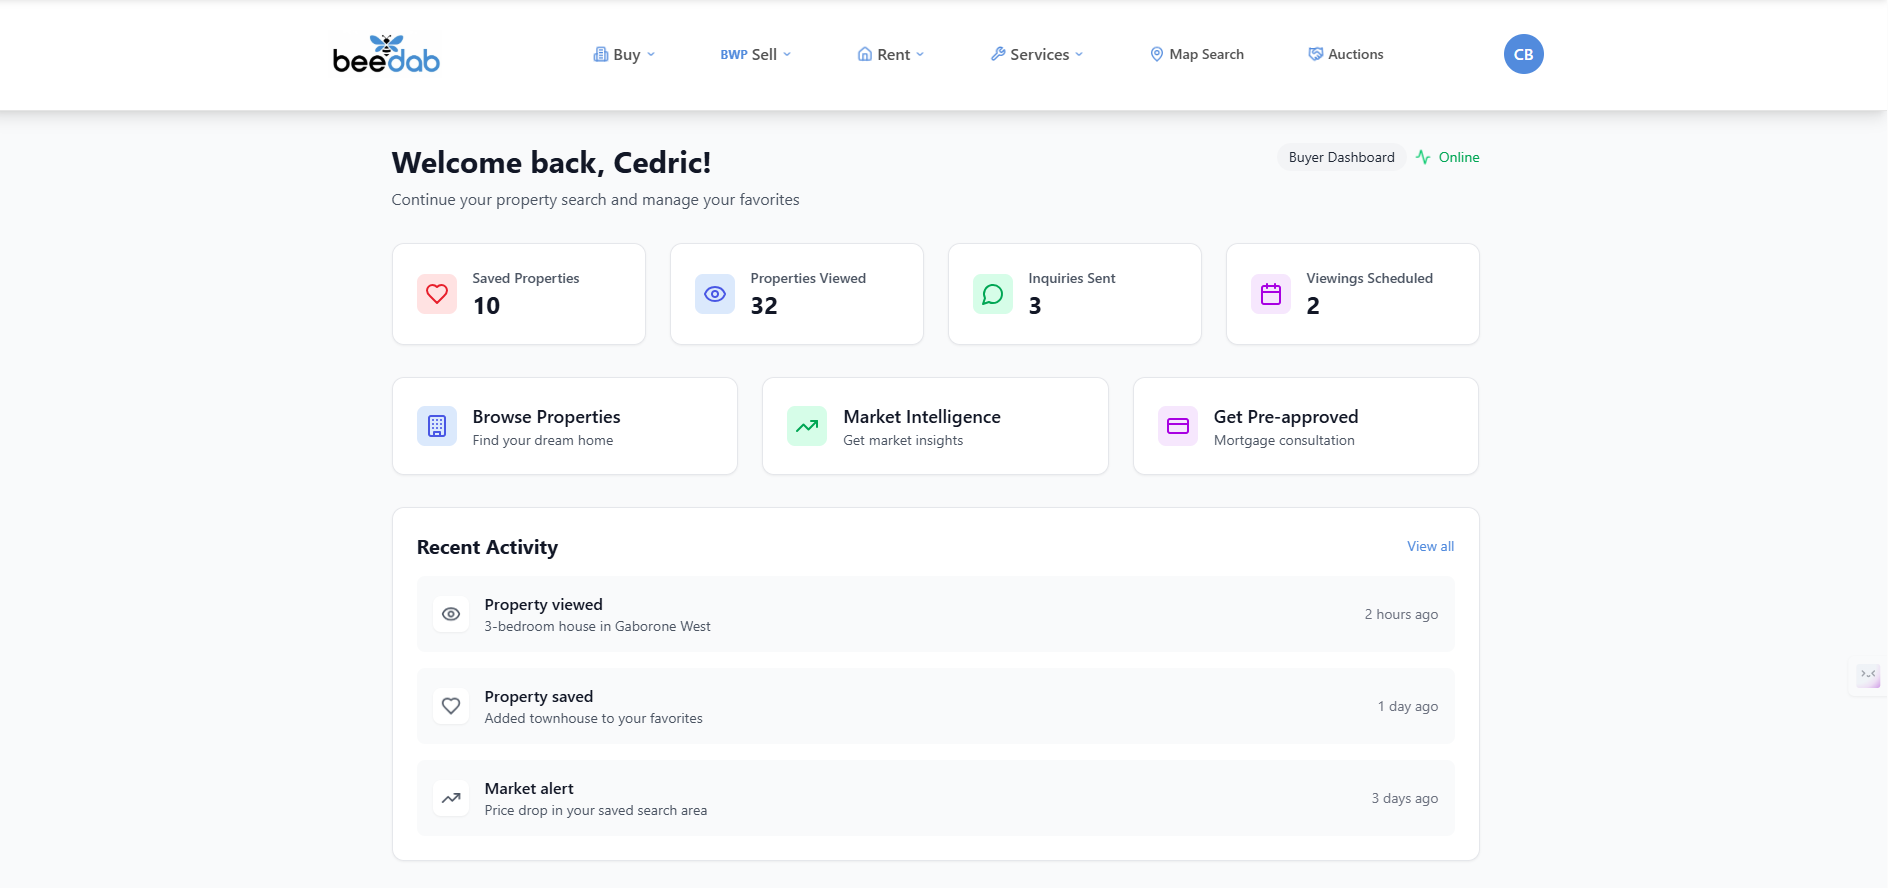 beedab
Buy
BWP Sell
Rent
Services
Map Search
Auctions
CB
Welcome back, Cedric!
Buyer Dashboard
Online
Continue your property search and manage your favorites
Saved Properties
10
Properties Viewed
32
Inquiries Sent
3
Viewings Scheduled
2
Browse Properties
Find your dream home
Market Intelligence
Get market insights
Get Pre-approved
Mortgage consultation
Recent Activity
View all
Property viewed
3-bedroom house in Gaborone West
2 hours ago
Property saved
Added townhouse to your favorites
1 day ago
Market alert
Price drop in your saved search area
3 days ago